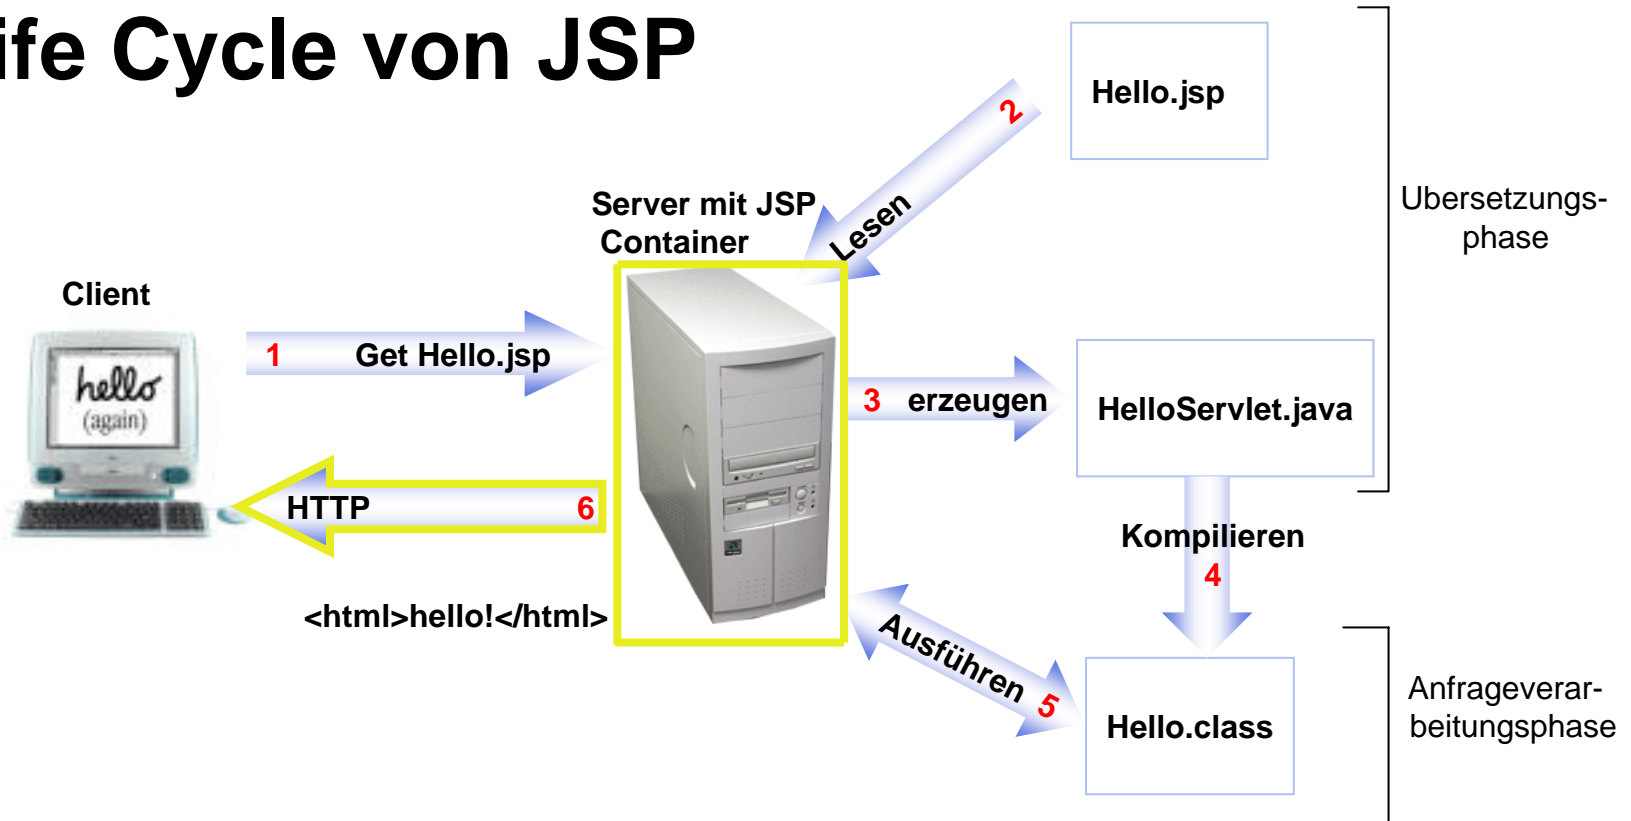 ife Cycle von JSP
Hello.jsp
2
Lesen
Server mit JSP
Container
Übersetzungs-
phase
Client
hello
(again)
1 Get Hello.jsp
3 erzeugen
HelloServlet.java
HTTP 6
Kompilieren
4
<html>hello!</html>
Ausführen 5
Hello.class
Anfrageverar-
beitungsphase